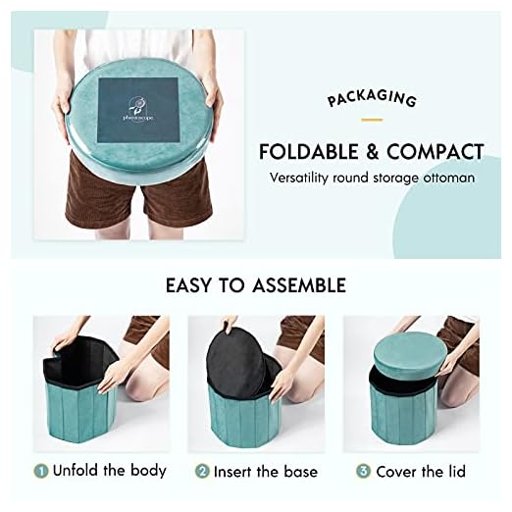 phantoscope
PACKAGING
FOLDABLE & COMPACT
Versatility round storage ottoman
EASY TO ASSEMBLE
1 Unfold the body
2 Insert the base
3 Cover the lid